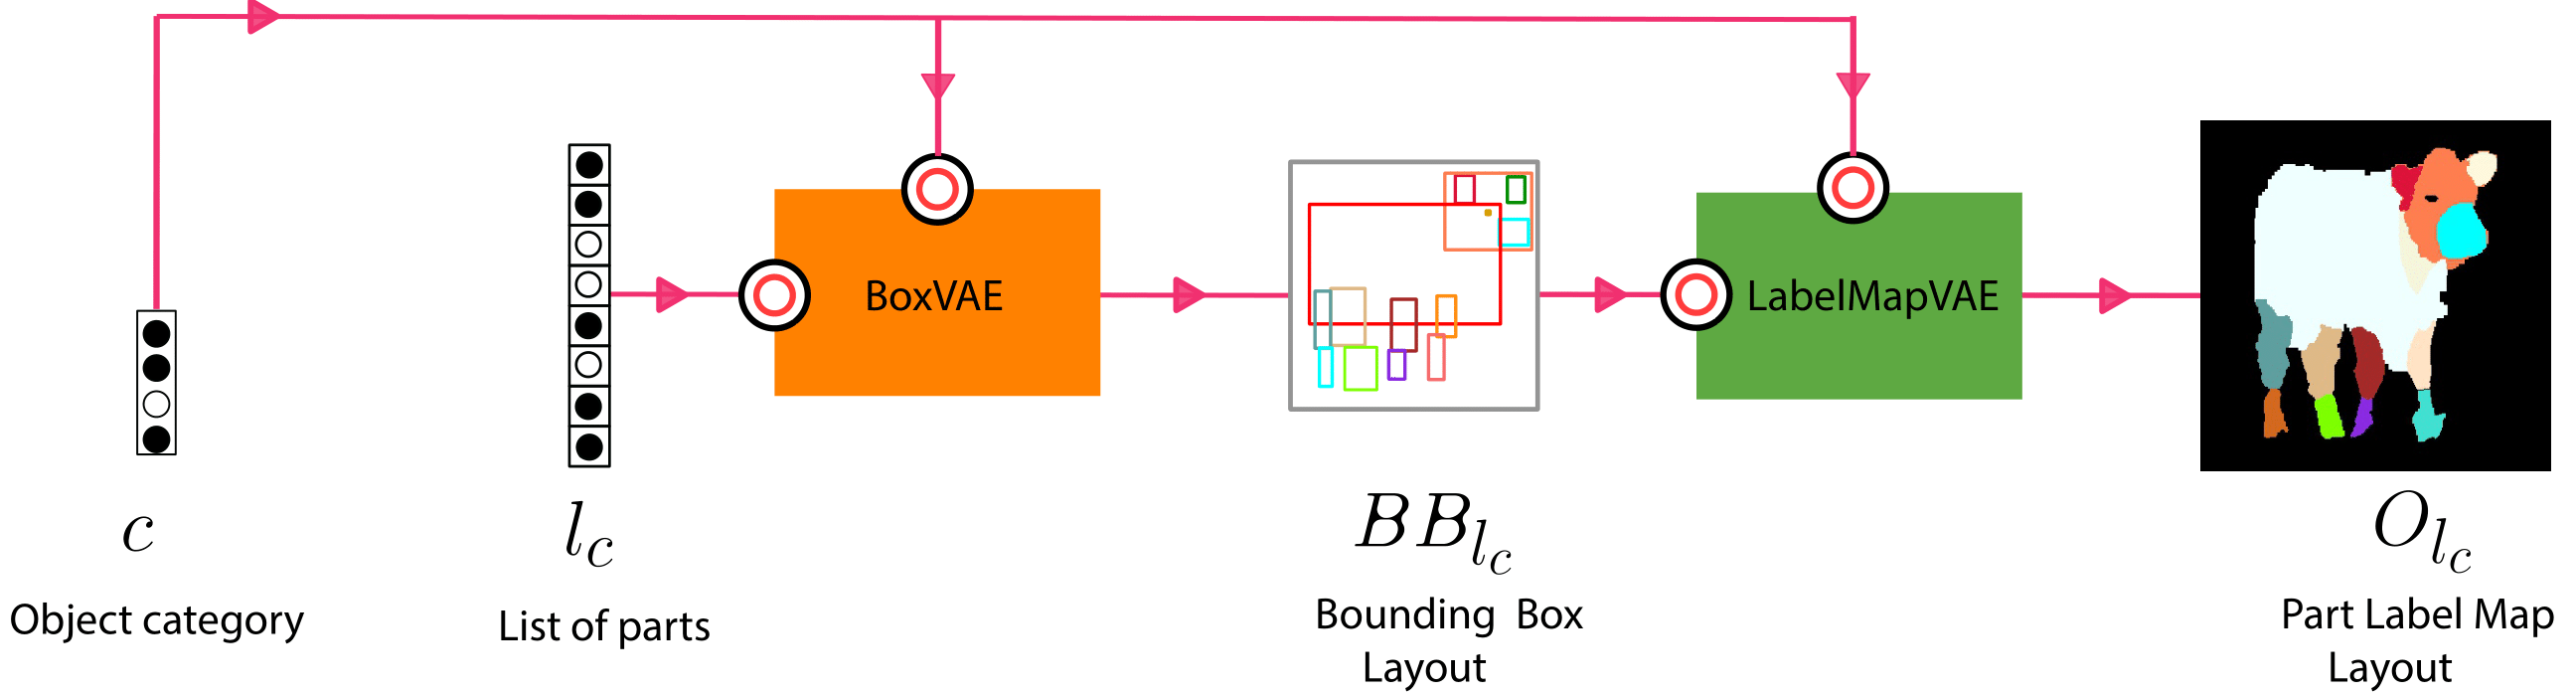 BoxVAE
LabelMapVAE
c
l_c
BB_{l_c}
O_{l_c}
Object category
List of parts
Bounding Box
Layout
Part Label Map
Layout